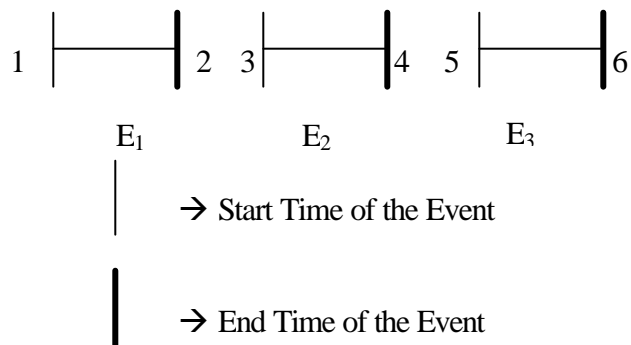 1 2 3 4 5 6
E₁ E₂ E₃
→ Start Time of the Event
→ End Time of the Event